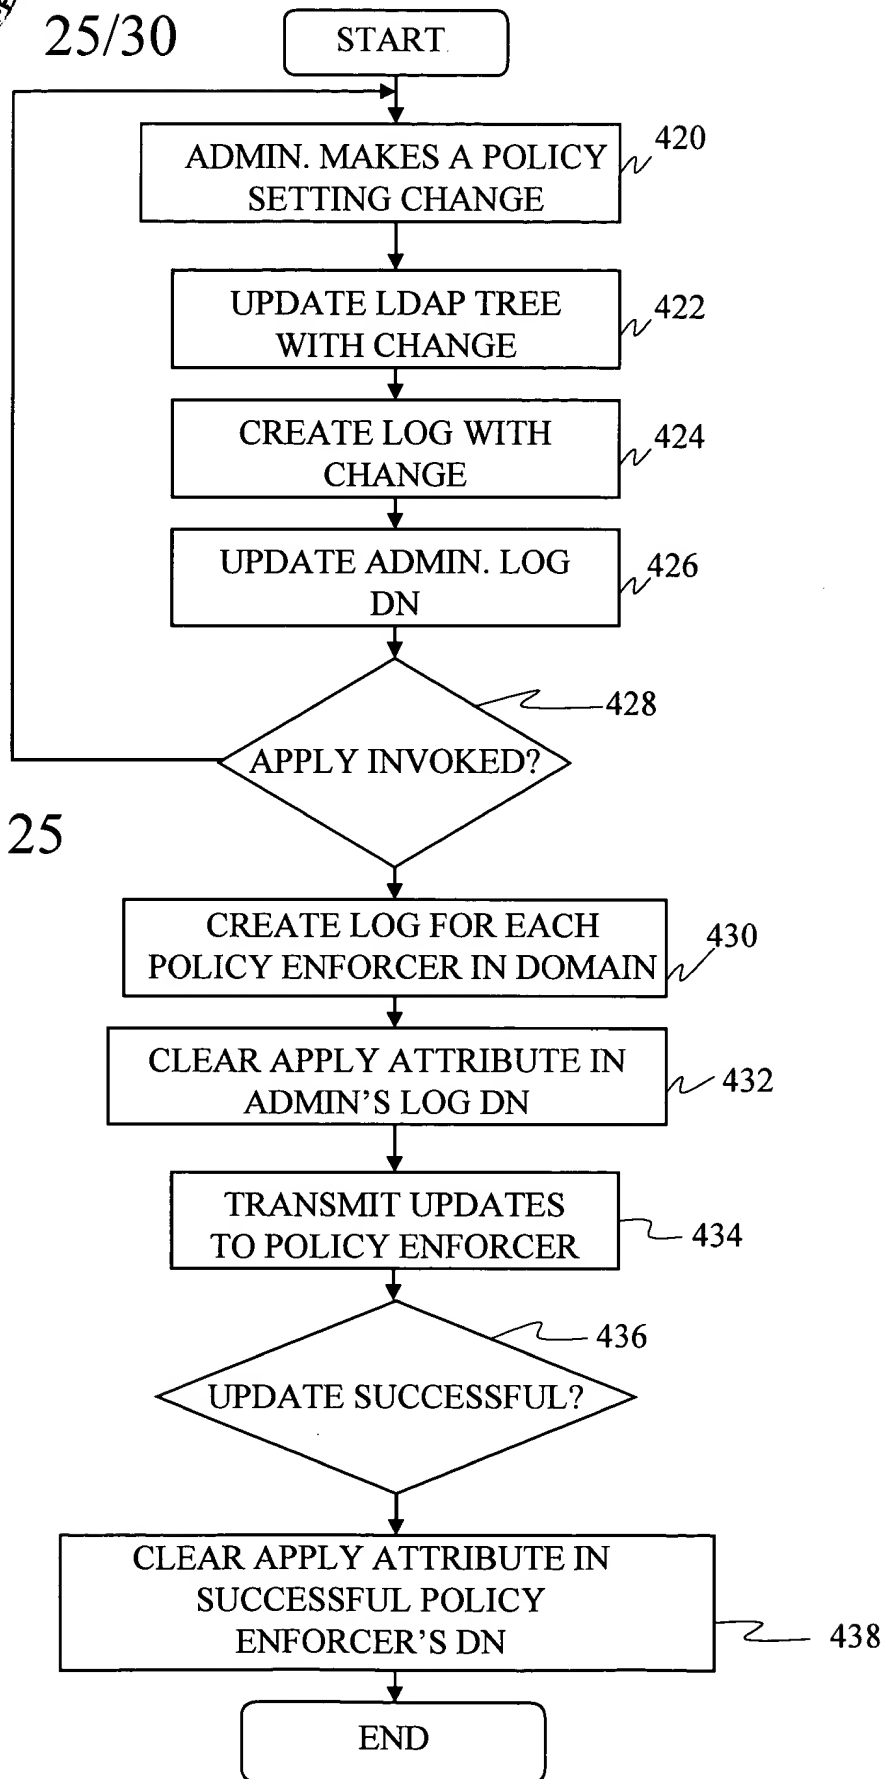 25/30
START
ADMIN. MAKES A POLICY
SETTING CHANGE
420
UPDATE LDAP TREE
WITH CHANGE
422
CREATE LOG WITH
CHANGE
424
UPDATE ADMIN. LOG
DN
426
428
APPLY INVOKED?
25
CREATE LOG FOR EACH
POLICY ENFORCER IN DOMAIN
430
CLEAR APPLY ATTRIBUTE IN
ADMIN'S LOG DN
432
TRANSMIT UPDATES
TO POLICY ENFORCER
434
436
UPDATE SUCCESSFUL?
CLEAR APPLY ATTRIBUTE IN
SUCCESSFUL POLICY
ENFORCER'S DN
438
END